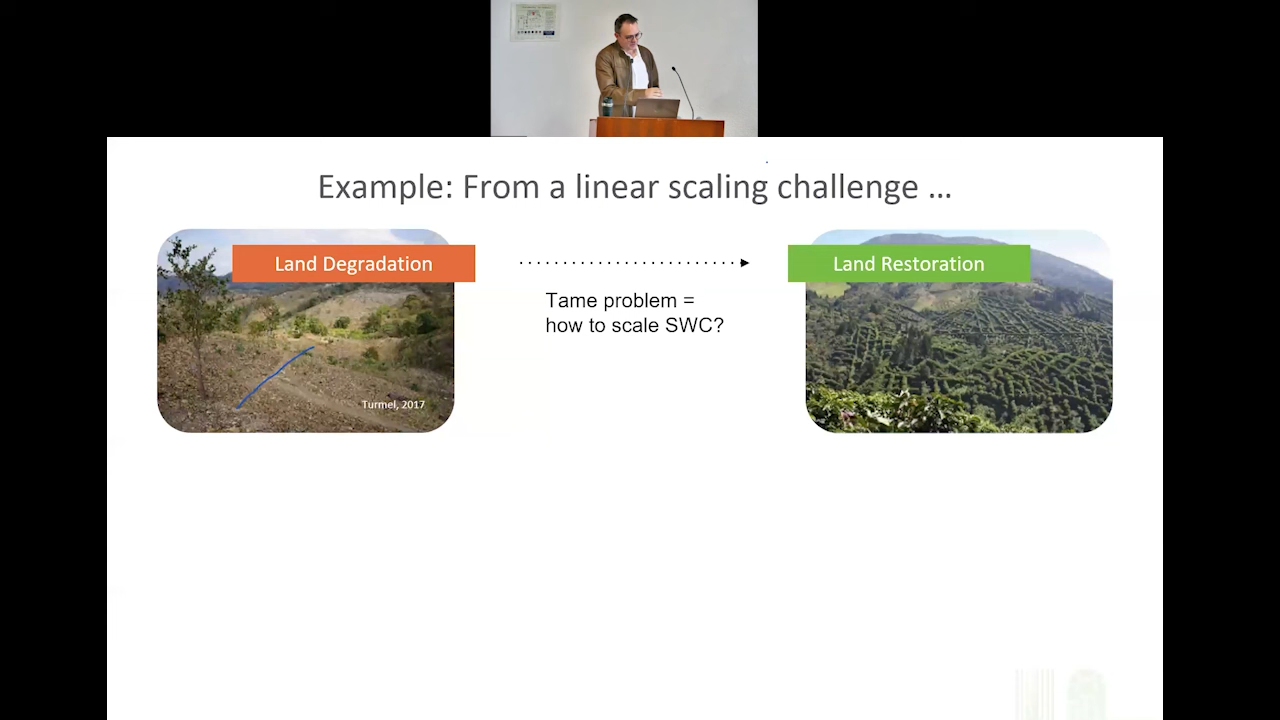 Example: From a linear scaling challenge ...
Land Degradation
Land Restoration
Tame problem =
how to scale SWC?
Turmel, 2017